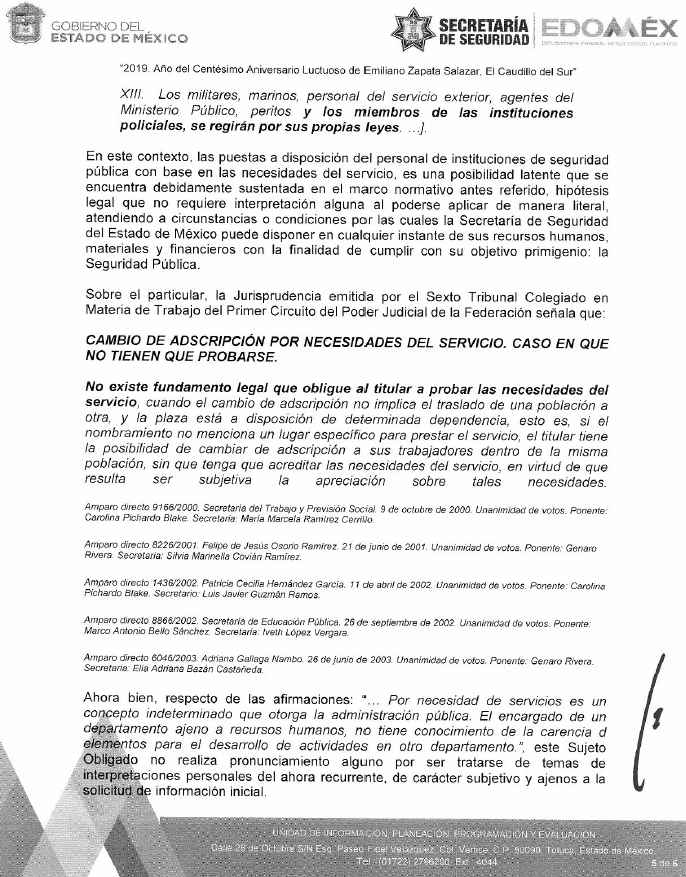 GOBIERNO DEL
ESTADO DE MÉXICO
SECRETARÍA
DE SEGURIDAD
EDOMÉX
DECISIONES FIRMES, RESULTADOS FUERTES.
"2019. Año del Centésimo Aniversario Luctuoso de Emiliano Zapata Salazar, El Caudillo del Sur"
XIII. Los militares, marinos, personal del servicio exterior, agentes del
Ministerio Público, peritos y los miembros de las instituciones
policiales, se regirán por sus propias leyes. …].
En este contexto, las puestas a disposición del personal de instituciones de seguridad
pública con base en las necesidades del servicio, es una posibilidad latente que se
encuentra debidamente sustentada en el marco normativo antes referido, hipótesis
legal que no requiere interpretación alguna al poderse aplicar de manera literal,
atendiendo a circunstancias o condiciones por las cuales la Secretaría de Seguridad
del Estado de México puede disponer en cualquier instante de sus recursos humanos,
materiales y financieros con la finalidad de cumplir con su objetivo primigenio: la
Seguridad Pública.
Sobre el particular, la Jurisprudencia emitida por el Sexto Tribunal Colegiado en
Materia de Trabajo del Primer Circuito del Poder Judicial de la Federación señala que:
CAMBIO DE ADSCRIPCIÓN POR NECESIDADES DEL SERVICIO. CASO EN QUE
NO TIENEN QUE PROBARSE.
No existe fundamento legal que obligue al titular a probar las necesidades del
servicio, cuando el cambio de adscripción no implica el traslado de una población a
otra, y la plaza está a disposición de determinada dependencia, esto es, si el
nombramiento no menciona un lugar específico para prestar el servicio, el titular tiene
la posibilidad de cambiar de adscripción a sus trabajadores dentro de la misma
población, sin que tenga que acreditar las necesidades del servicio, en virtud de que
resulta ser subjetiva la apreciación sobre tales necesidades.
Amparo directo 9166/2000. Secretaría del Trabajo y Previsión Social. 9 de octubre de 2000. Unanimidad de votos. Ponente:
Carolina Pichardo Blake. Secretaria: María Marcela Ramírez Cerrillo.
Amparo directo 8226/2001. Felipe de Jesús Osorio Ramírez. 21 de junio de 2001. Unanimidad de votos. Ponente: Genaro
Rivera. Secretaria: Silvia Marinella Covián Ramírez.
Amparo directo 1436/2002. Patricia Cecilia Hernández García. 11 de abril de 2002. Unanimidad de votos. Ponente: Carolina
Pichardo Blake. Secretario: Luis Javier Guzmán Ramos.
Amparo directo 8866/2002. Secretaría de Educación Pública. 26 de septiembre de 2002. Unanimidad de votos. Ponente:
Marco Antonio Bello Sánchez. Secretaria: Iveth López Vergara.
Amparo directo 6046/2003. Adriana Gallaga Nambo. 26 de junio de 2003. Unanimidad de votos. Ponente: Genaro Rivera.
Secretaria: Elia Adriana Bazán Castañeda.
Ahora bien, respecto de las afirmaciones: "… Por necesidad de servicios es un
concepto indeterminado que otorga la administración pública. El encargado de un
departamento ajeno a recursos humanos, no tiene conocimiento de la carencia d
elementos para el desarrollo de actividades en otro departamento.", este Sujeto
Obligado no realiza pronunciamiento alguno por ser tratarse de temas de
interpretaciones personales del ahora recurrente, de carácter subjetivo y ajenos a la
solicitud de información inicial.
UNIDAD DE INFORMACIÓN, PLANEACIÓN, PROGRAMACIÓN Y EVALUACIÓN
Calle 28 de Octubre S/N Esq. Paseo Fidel Velázquez, Col. Vértice, C.P. 50090, Toluca, Estado de México.
Tel.: (01722) 2796200, Ext.: 4044
5 de 6